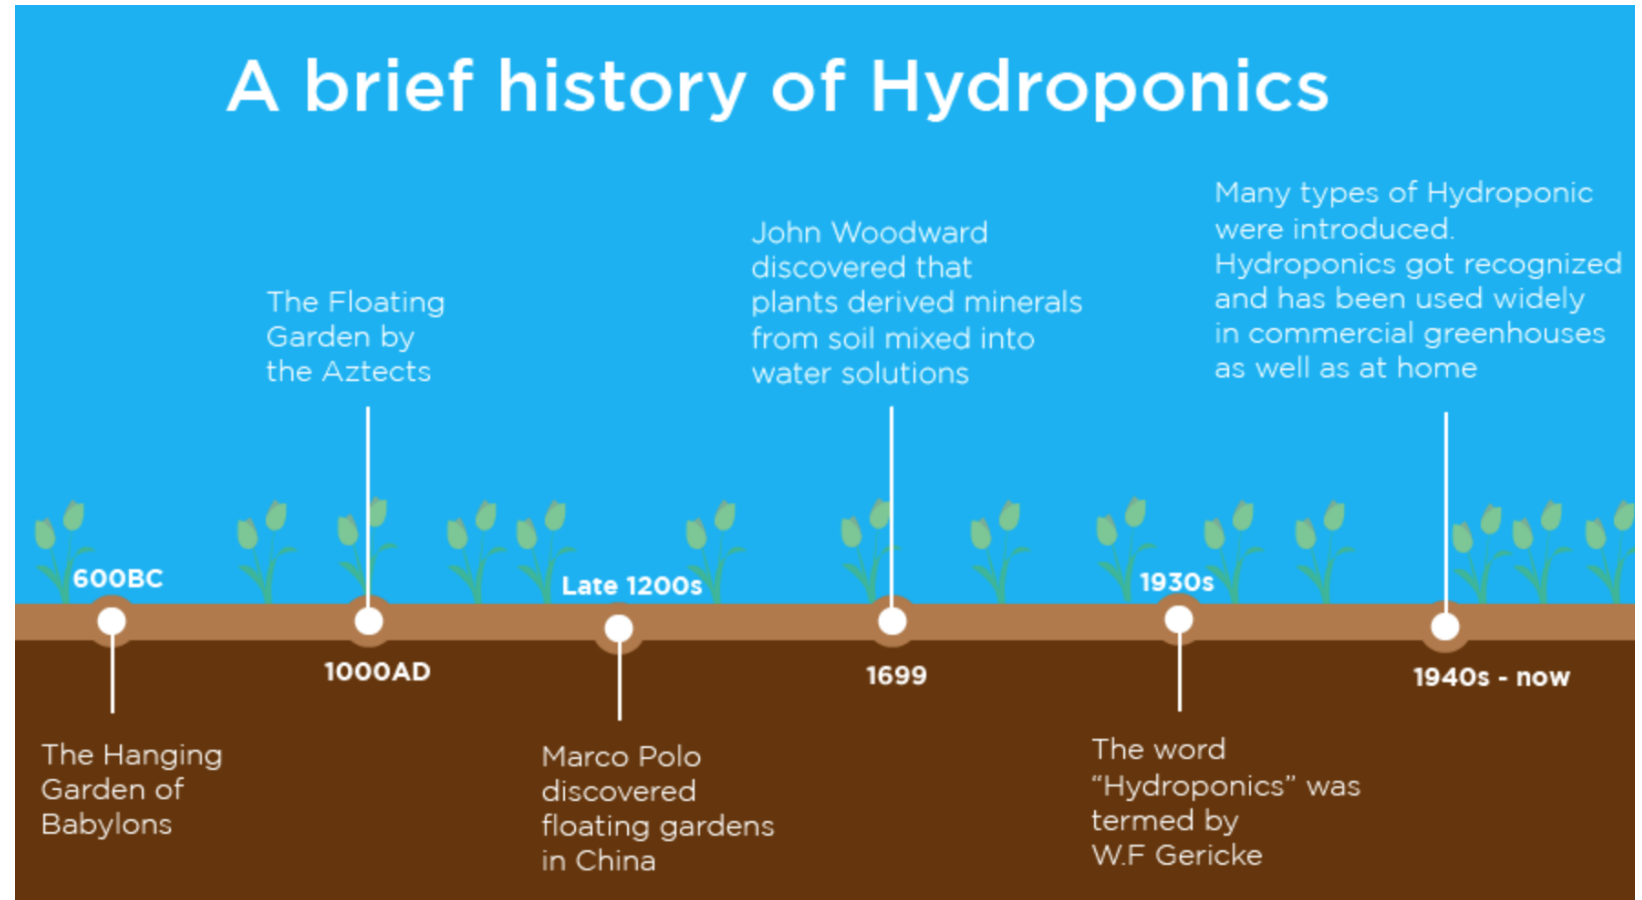 A brief history of Hydroponics
600BC
The Hanging
Garden of
Babylons
The Floating
Garden by
the Aztects
1000AD
Late 1200s
Marco Polo
discovered
floating gardens
in China
John Woodward
discovered that
plants derived minerals
from soil mixed into
water solutions
1699
1930s
The word
“Hydroponics” was
termed by
W.F Gericke
Many types of Hydroponic
were introduced.
Hydroponics got recognized
and has been used widely
in commercial greenhouses
as well as at home
1940s - now